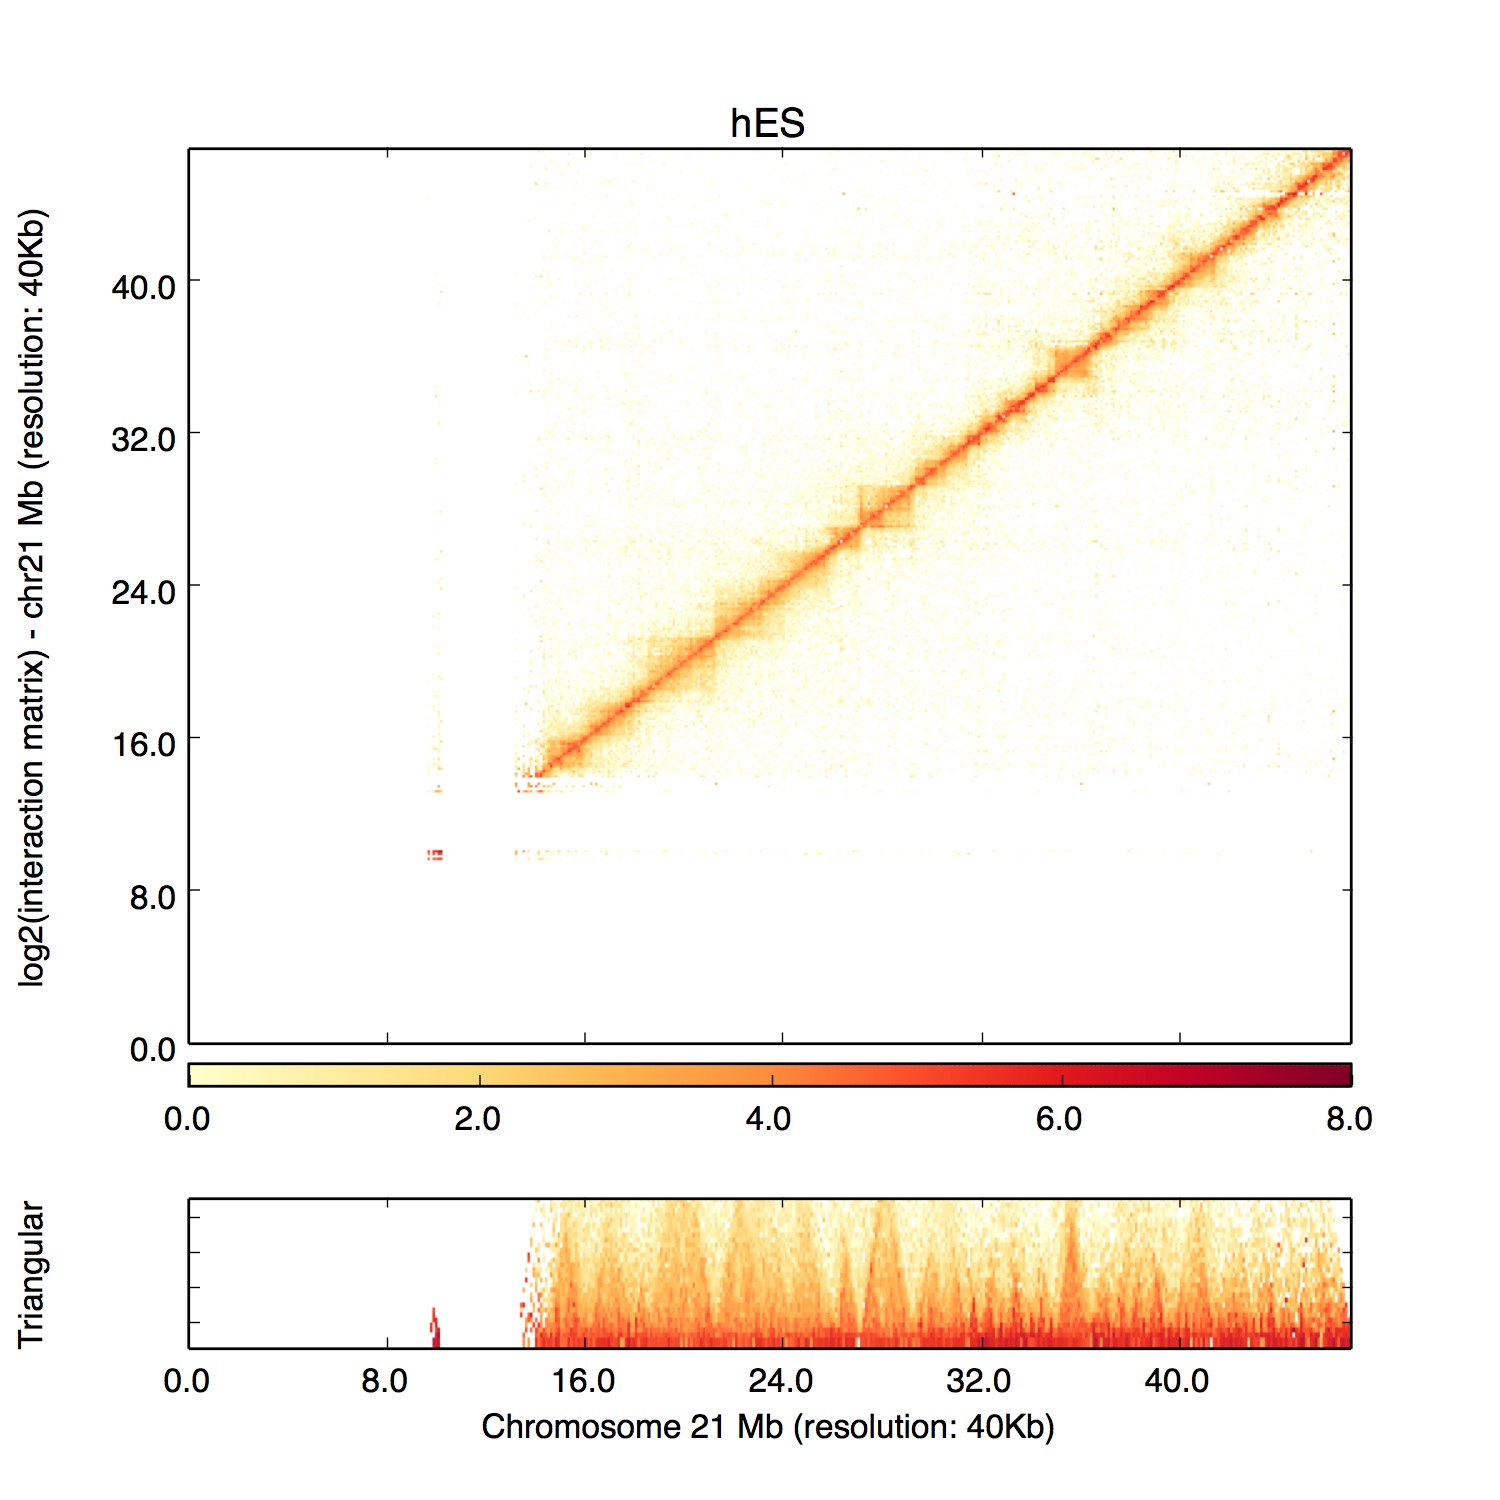 hES
log2(interaction matrix) - chr21 Mb (resolution: 40Kb)
40.0
32.0
24.0
16.0
8.0
0.0
0.0 2.0 4.0 6.0 8.0
Triangular
0.0 8.0 16.0 24.0 32.0 40.0
Chromosome 21 Mb (resolution: 40Kb)